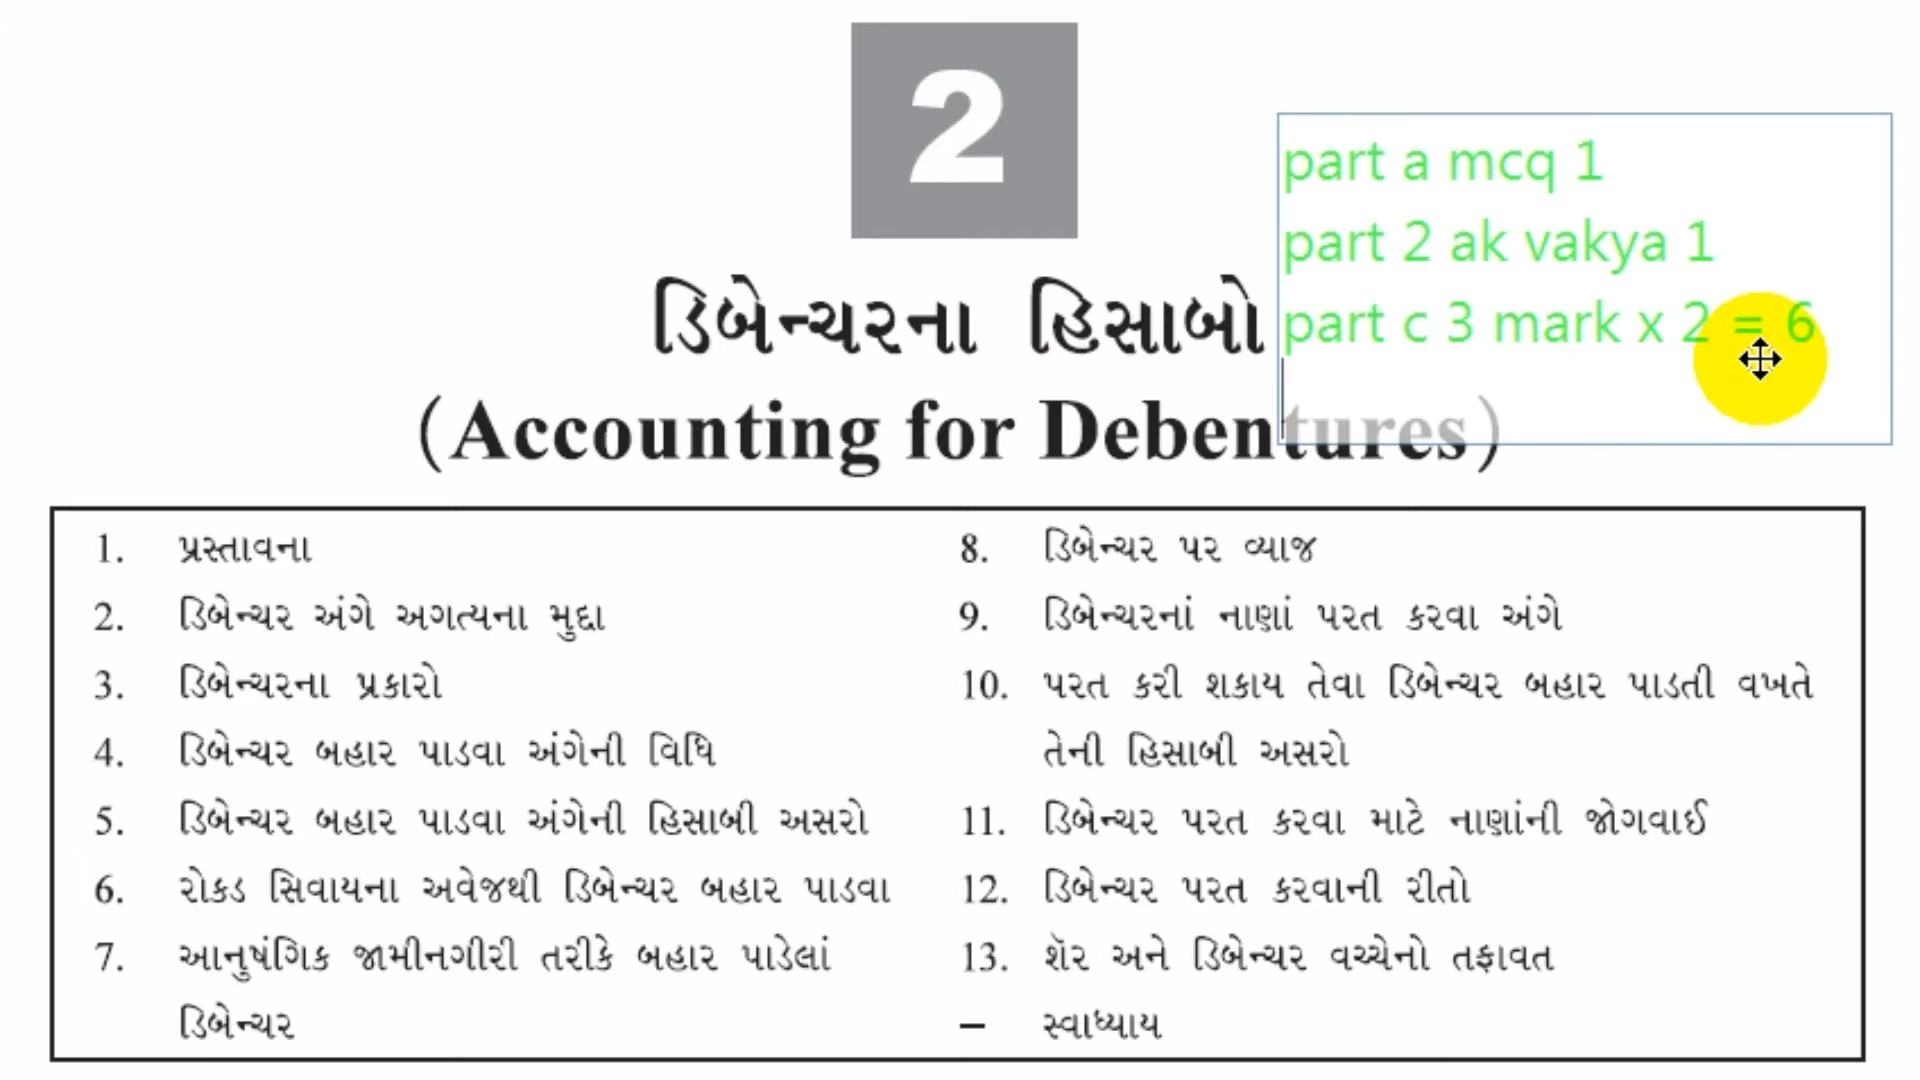 2
part a mcq 1
part 2 ak vakya 1
part c 3 mark x 2 = 6
ડિબેન્ચરના હિસાબો
(Accounting for Debentures)
1. પ્રસ્તાવના
2. ડિબેન્ચર અંગે અગત્યના મુદ્દા
3. ડિબેન્ચરના પ્રકારો
4. ડિબેન્ચર બહાર પાડવા અંગેની વિધિ
5. ડિબેન્ચર બહાર પાડવા અંગેની હિસાબી અસરો
6. રોકડ સિવાયના અવેજથી ડિબેન્ચર બહાર પાડવા
7. આનુષંગિક જામીનગીરી તરીકે બહાર પાડેલાં
ડિબેન્ચર
8. ડિબેન્ચર પર વ્યાજ
9. ડિબેન્ચરનાં નાણાં પરત કરવા અંગે
10. પરત કરી શકાય તેવા ડિબેન્ચર બહાર પાડતી વખતે
તેની હિસાબી અસરો
11. ડિબેન્ચર પરત કરવા માટે નાણાંની જોગવાઈ
12. ડિબેન્ચર પરત કરવાની રીતો
13. શૅર અને ડિબેન્ચર વચ્ચેનો તફાવત
– સ્વાધ્યાય